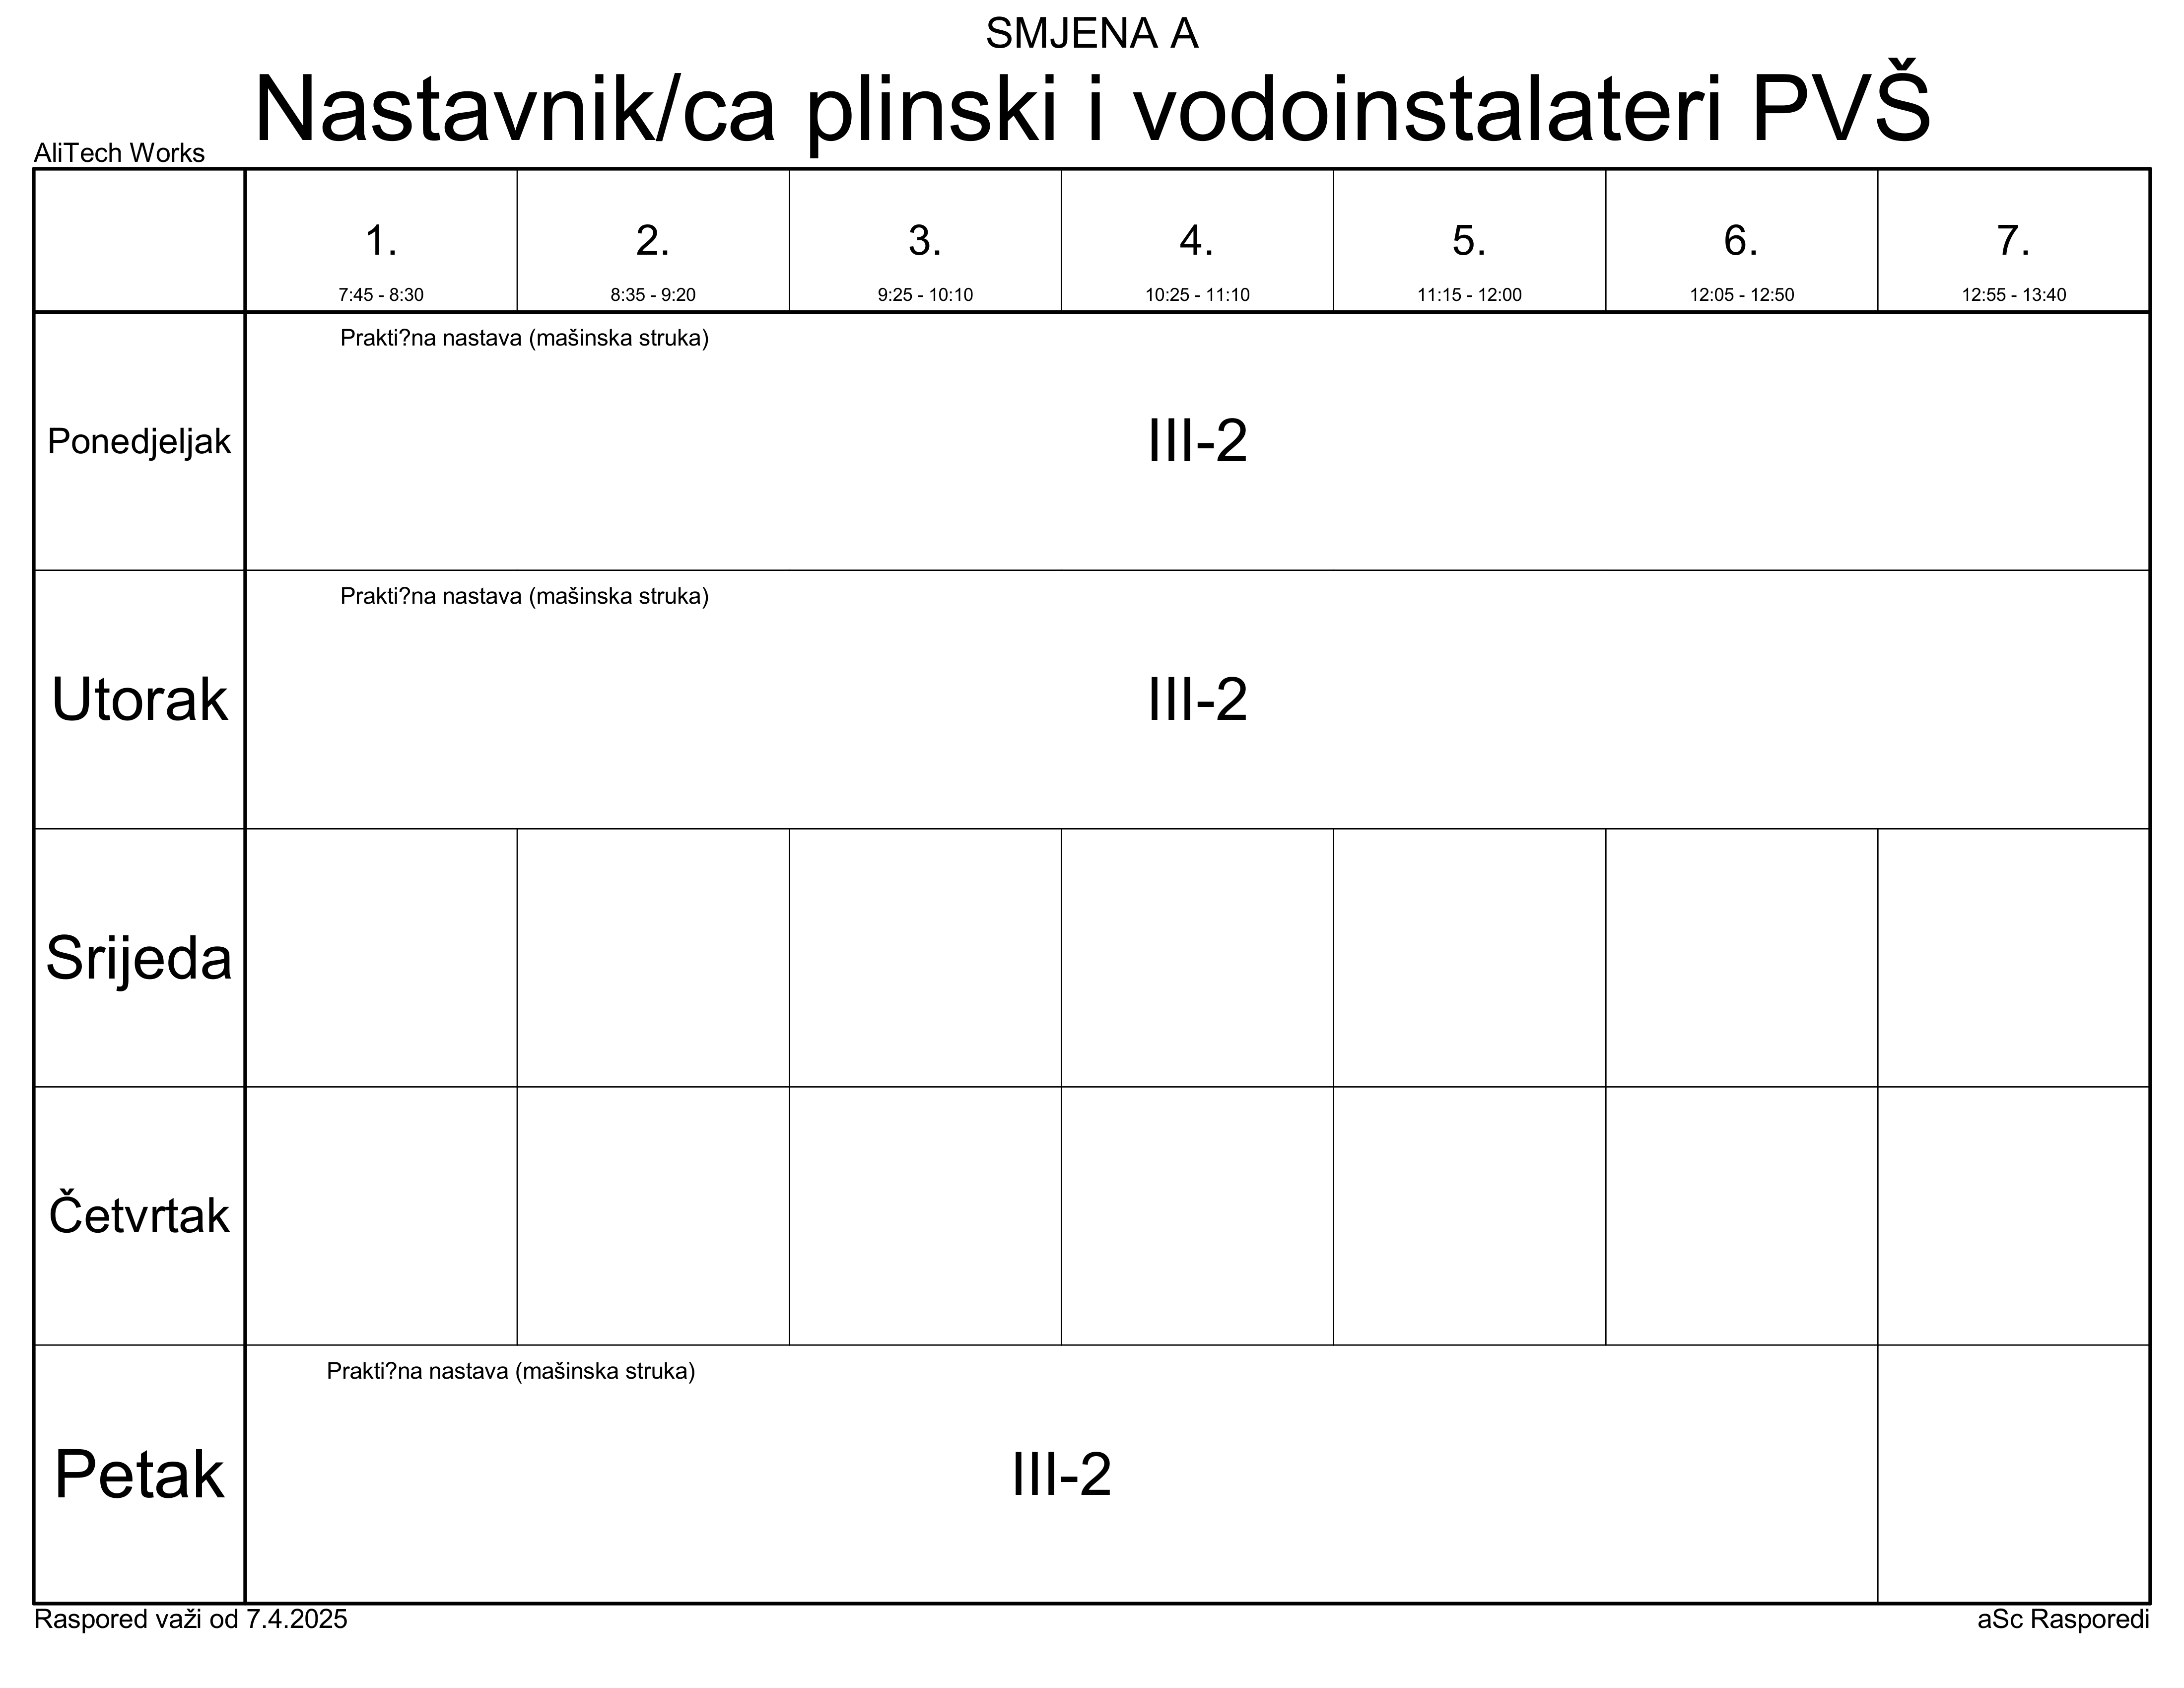 SMJENA A
Nastavnik/ca plinski i vodoinstalateri PVŠ
AliTech Works
1. 2. 3. 4. 5. 6. 7.
7:45 - 8:30 8:35 - 9:20 9:25 - 10:10 10:25 - 11:10 11:15 - 12:00 12:05 - 12:50 12:55 - 13:40
Prakti?na nastava (mašinska struka)
Ponedjeljak III-2
Prakti?na nastava (mašinska struka)
Utorak III-2
Srijeda
Četvrtak
Prakti?na nastava (mašinska struka)
Petak III-2
Raspored važi od 7.4.2025 aSc Rasporedi